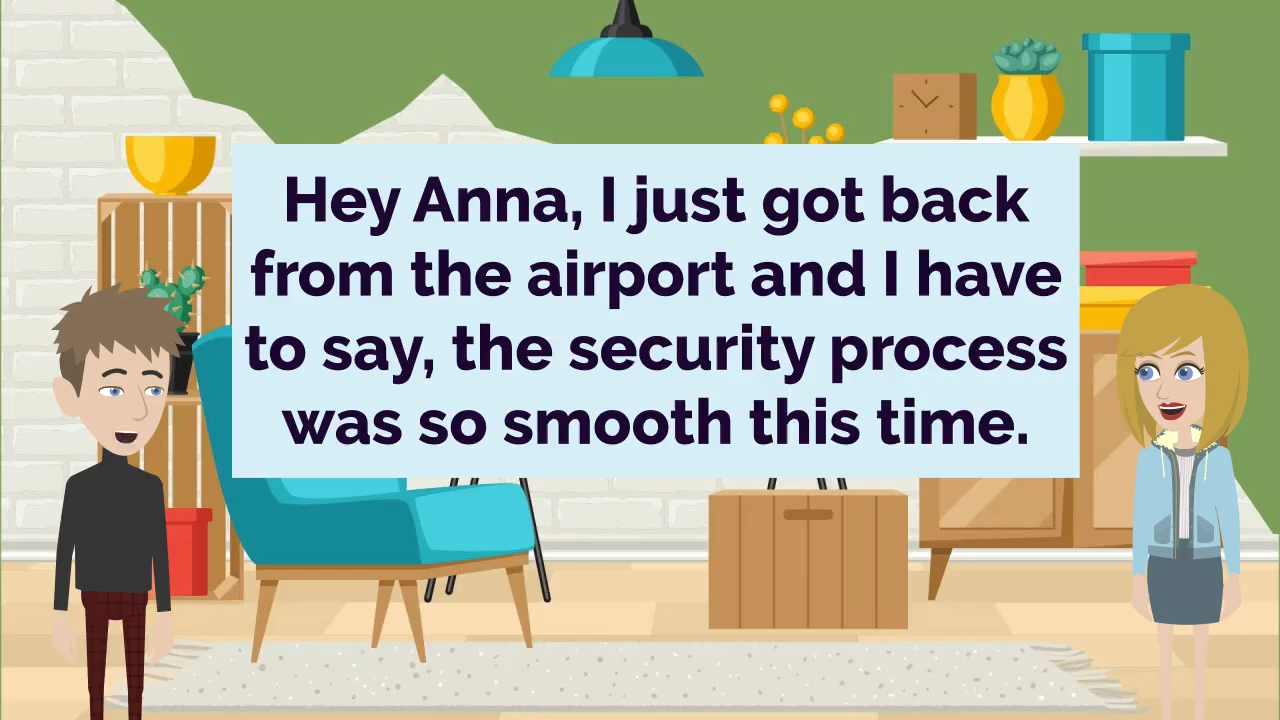 Hey Anna, I just got back
from the airport and I have
to say, the security process
was so smooth this time.